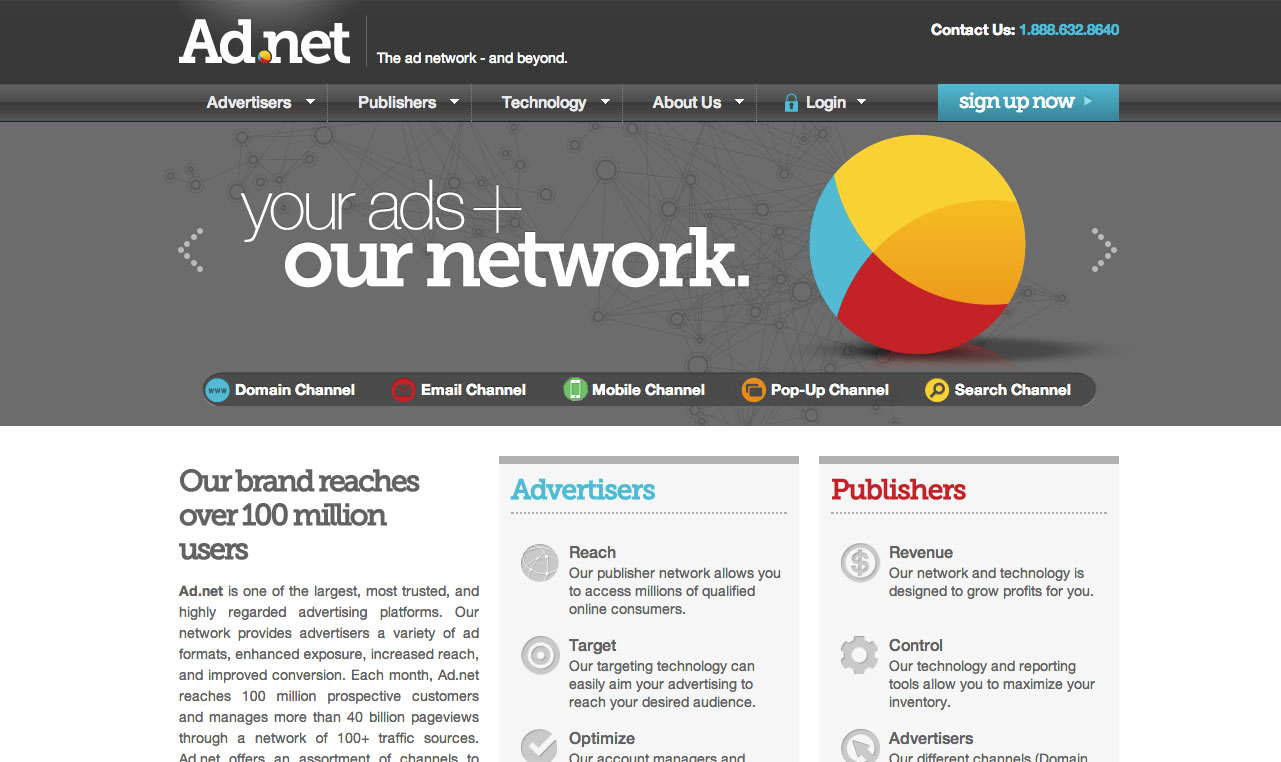 Ad.net
The ad network - and beyond.
Contact Us: 1.888.632.8640
Advertisers
Publishers
Technology
About Us
Login
sign up now
your ads+
our network.
www Domain Channel
Email Channel
Mobile Channel
Pop-Up Channel
Search Channel
Our brand reaches
over 100 million
users
Ad.net is one of the largest, most trusted, and
highly regarded advertising platforms. Our
network provides advertisers a variety of ad
formats, enhanced exposure, increased reach,
and improved conversion. Each month, Ad.net
reaches 100 million prospective customers
and manages more than 40 billion pageviews
through a network of 100+ traffic sources.
Ad.net offers an assortment of channels to
Advertisers
Reach
Our publisher network allows you
to access millions of qualified
online consumers.
Target
Our targeting technology can
easily aim your advertising to
reach your desired audience.
Optimize
Our account managers and
Publishers
$
Revenue
Our network and technology is
designed to grow profits for you.
Control
Our technology and reporting
tools allow you to maximize your
inventory.
Advertisers
Our different channels (Domain